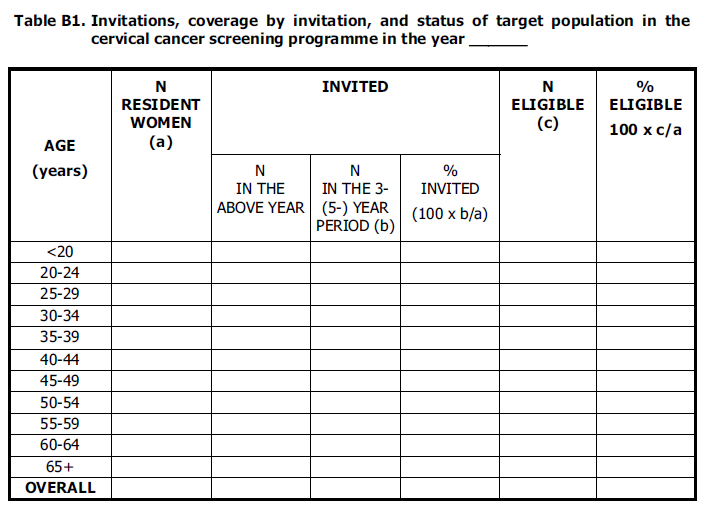 Table B1. Invitations, coverage by invitation, and status of target population in the
cervical cancer screening programme in the year ______
AGE
(years)
N
RESIDENT
WOMEN
(a)
INVITED
N
ELIGIBLE
(c)
%
ELIGIBLE
100 x c/a
N
IN THE
ABOVE YEAR
N
IN THE 3-
(5-) YEAR
PERIOD (b)
%
INVITED
(100 x b/a)
<20
20-24
25-29
30-34
35-39
40-44
45-49
50-54
55-59
60-64
65+
OVERALL